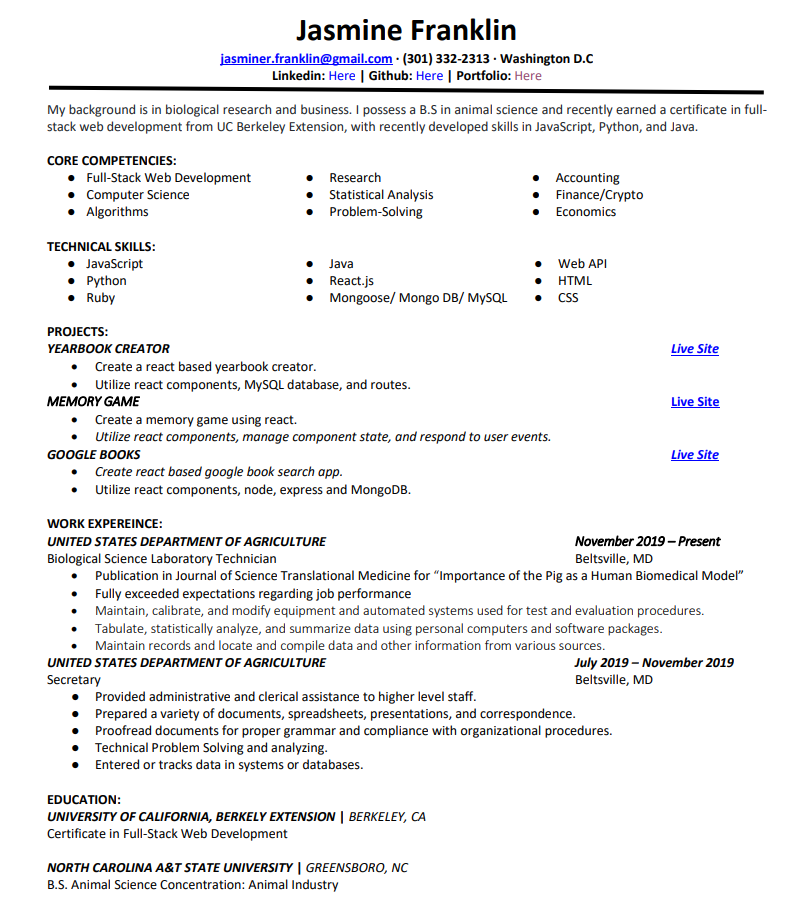 Jasmine Franklin
jasminer.franklin@gmail.com · (301) 332-2313 · Washington D.C
Linkedin: Here | Github: Here | Portfolio: Here
My background is in biological research and business. I possess a B.S in animal science and recently earned a certificate in full-
stack web development from UC Berkeley Extension, with recently developed skills in JavaScript, Python, and Java.
CORE COMPETENCIES:
● Full-Stack Web Development ● Research ● Accounting
● Computer Science ● Statistical Analysis ● Finance/Crypto
● Algorithms ● Problem-Solving ● Economics
TECHNICAL SKILLS:
● JavaScript ● Java ● Web API
● Python ● React.js ● HTML
● Ruby ● Mongoose/ Mongo DB/ MySQL ● CSS
PROJECTS:
YEARBOOK CREATOR Live Site
• Create a react based yearbook creator.
• Utilize react components, MySQL database, and routes.
MEMORY GAME Live Site
• Create a memory game using react.
• Utilize react components, manage component state, and respond to user events.
GOOGLE BOOKS Live Site
• Create react based google book search app.
• Utilize react components, node, express and MongoDB.
WORK EXPEREINCE:
UNITED STATES DEPARTMENT OF AGRICULTURE November 2019 – Present
Biological Science Laboratory Technician Beltsville, MD
• Publication in Journal of Science Translational Medicine for “Importance of the Pig as a Human Biomedical Model”
• Fully exceeded expectations regarding job performance
• Maintain, calibrate, and modify equipment and automated systems used for test and evaluation procedures.
• Tabulate, statistically analyze, and summarize data using personal computers and software packages.
• Maintain records and locate and compile data and other information from various sources.
UNITED STATES DEPARTMENT OF AGRICULTURE July 2019 – November 2019
Secretary Beltsville, MD
● Provided administrative and clerical assistance to higher level staff.
● Prepared a variety of documents, spreadsheets, presentations, and correspondence.
● Proofread documents for proper grammar and compliance with organizational procedures.
● Technical Problem Solving and analyzing.
● Entered or tracks data in systems or databases.
EDUCATION:
UNIVERSITY OF CALIFORNIA, BERKELY EXTENSION | BERKELEY, CA
Certificate in Full-Stack Web Development
NORTH CAROLINA A&T STATE UNIVERSITY | GREENSBORO, NC
B.S. Animal Science Concentration: Animal Industry